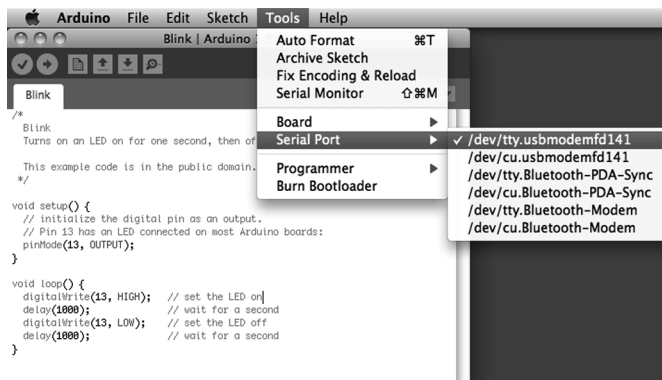 Arduino File Edit Sketch Tools Help
Blink | Arduino
Auto Format ⌘T
Archive Sketch
Fix Encoding & Reload
Serial Monitor ⇧⌘M
Board
Serial Port
Programmer
Burn Bootloader
✓ /dev/tty.usbmodemfd141
/dev/cu.usbmodemfd141
/dev/tty.Bluetooth-PDA-Sync
/dev/cu.Bluetooth-PDA-Sync
/dev/tty.Bluetooth-Modem
/dev/cu.Bluetooth-Modem
Blink
/*
Blink
Turns on an LED on for one second, then of
This example code is in the public domain.
*/
void setup() {
// initialize the digital pin as an output.
// Pin 13 has an LED connected on most Arduino boards:
pinMode(13, OUTPUT);
}
void loop() {
digitalWrite(13, HIGH); // set the LED on
delay(1000); // wait for a second
digitalWrite(13, LOW); // set the LED off
delay(1000); // wait for a second
}